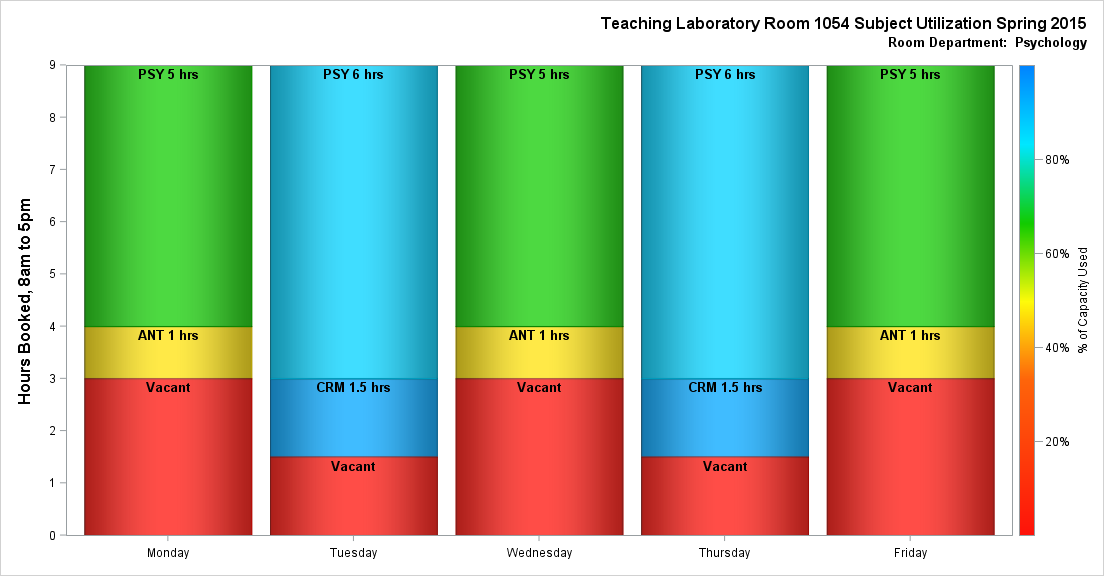 Teaching Laboratory Room 1054 Subject Utilization Spring 2015
Room Department:  Psychology
Hours Booked, 8am to 5pm
9
8
7
6
5
4
3
2
1
0
PSY 5 hrs
ANT 1 hrs
Vacant
PSY 6 hrs
CRM 1.5 hrs
Vacant
PSY 5 hrs
ANT 1 hrs
Vacant
PSY 6 hrs
CRM 1.5 hrs
Vacant
PSY 5 hrs
ANT 1 hrs
Vacant
Monday
Tuesday
Wednesday
Thursday
Friday
80%
60%
40%
20%
% of Capacity Used